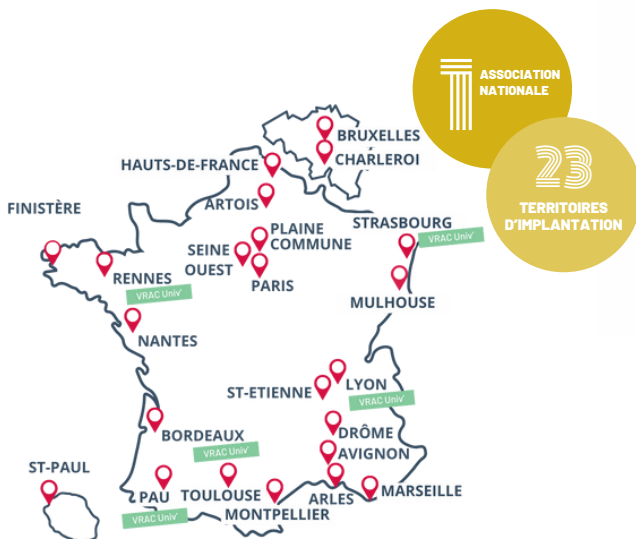 1
ASSOCIATION
NATIONALE
23
TERRITOIRES
D'IMPLANTATION
BRUXELLES
CHARLEROI
HAUTS-DE-FRANCE
ARTOIS
FINISTÈRE
PLAINE
COMMUNE
SEINE
OUEST
PARIS
STRASBOURG
VRAC Univ'
MULHOUSE
RENNES
VRAC Univ'
NANTES
ST-ETIENNE
LYON
VRAC Univ'
BORDEAUX
DRÔME
AVIGNON
VRAC Univ'
ST-PAUL
PAU
VRAC Univ'
TOULOUSE
MONTPELLIER
ARLES
MARSEILLE